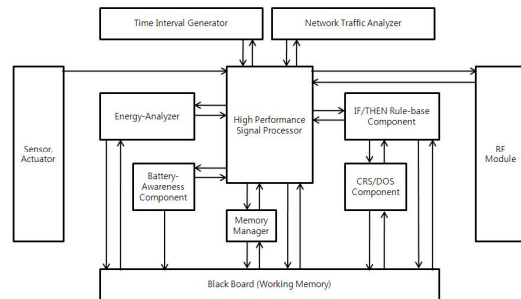 Time Interval Generator
Network Traffic Analyzer
Sensor,
Actuator
Energy-Analyzer
High Performance
Signal Processor
IF/THEN Rule-base
Component
RF
Module
Battery-
Awareness
Component
CRS/DOS
Component
Memory
Manager
Black Board (Working Memory)